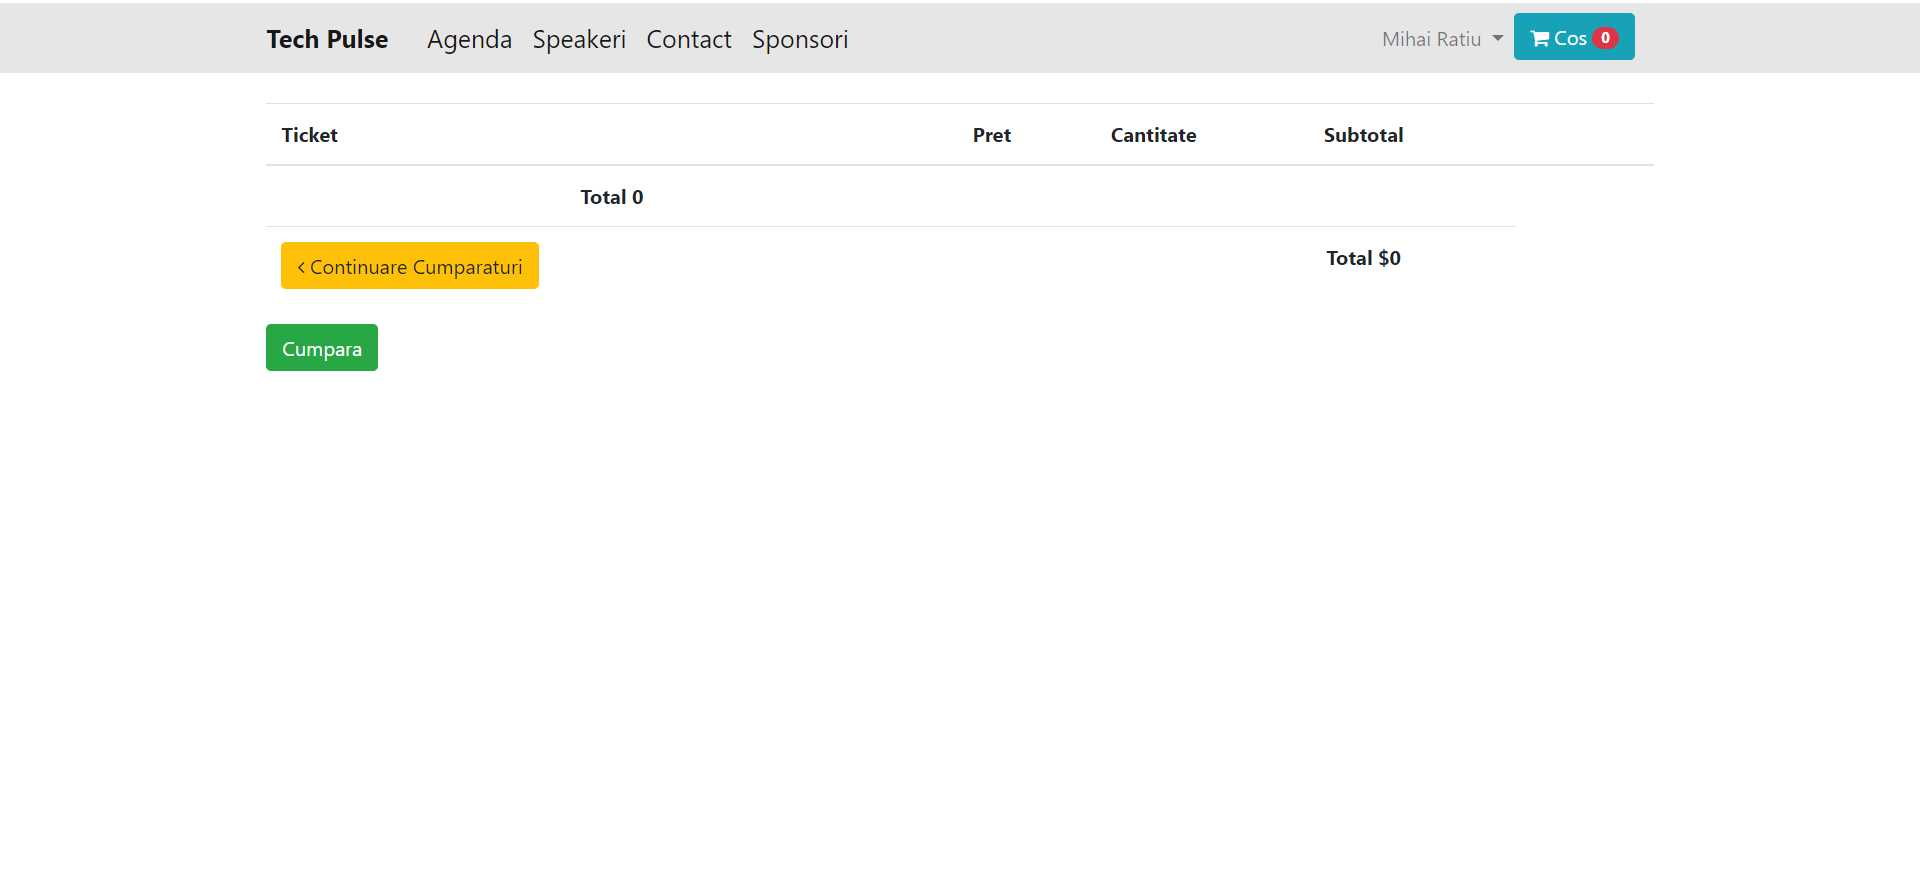 Tech Pulse Agenda Speakeri Contact Sponsori Mihai Ratiu Cos 0
Ticket Pret Cantitate Subtotal
Total 0
< Continuare Cumparaturi Total $0
Cumpara